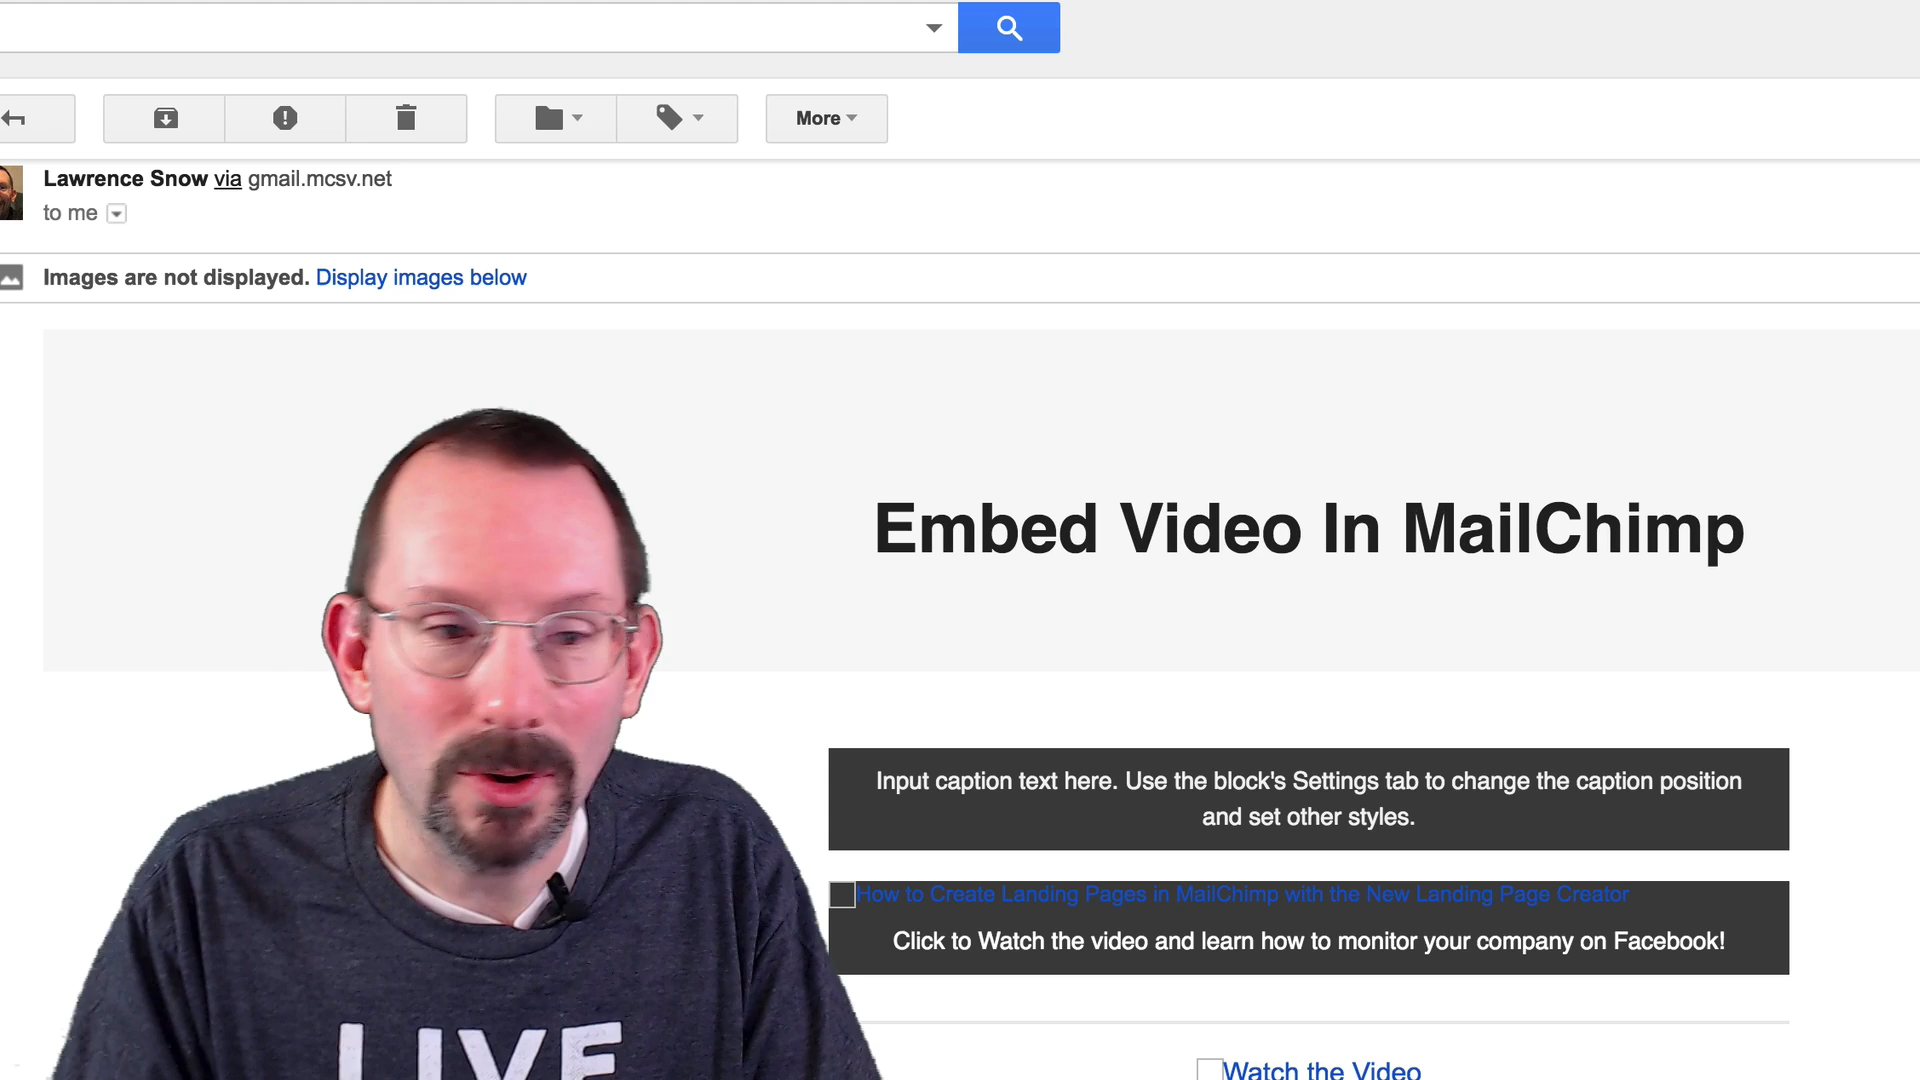 More
Lawrence Snow via gmail.mcsv.net
to me
Images are not displayed. Display images below
Embed Video In MailChimp
Input caption text here. Use the block's Settings tab to change the caption position
and set other styles.
How to Create Landing Pages in MailChimp with the New Landing Page Creator
Click to Watch the video and learn how to monitor your company on Facebook!
Watch the Video
LIVE